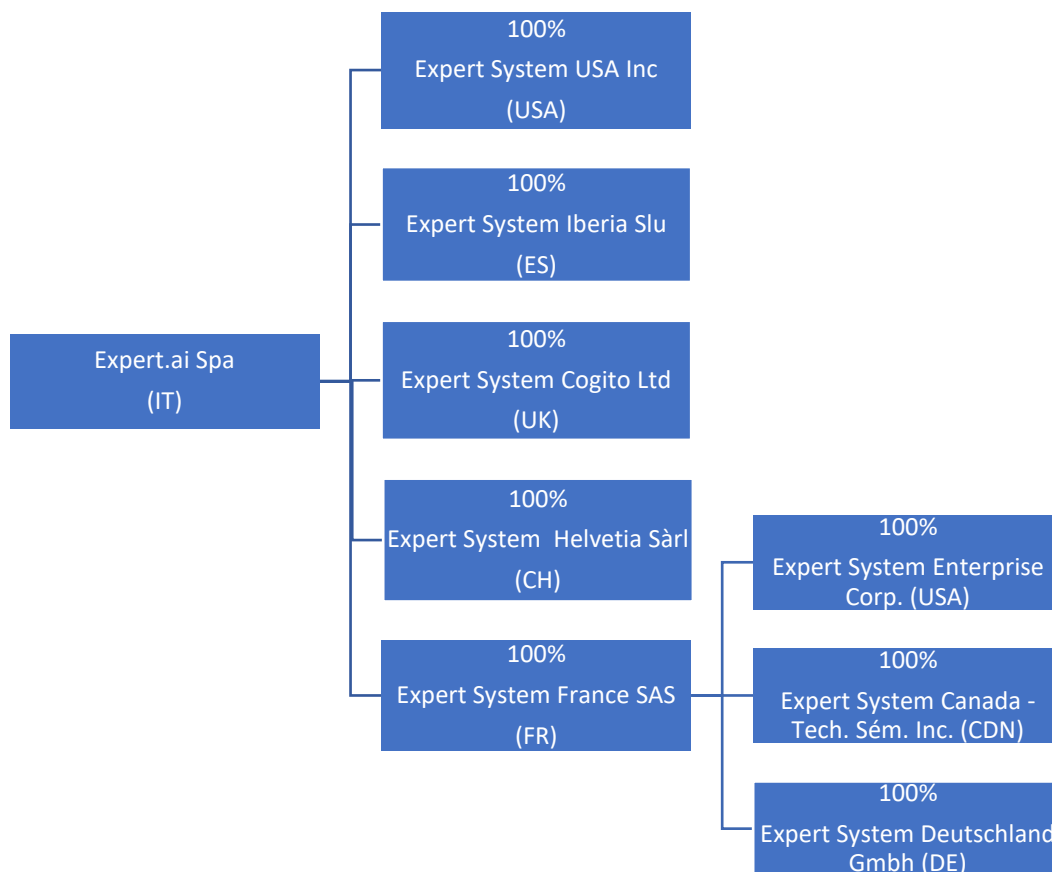 100%
Expert System USA Inc
(USA)
100%
Expert System Iberia Slu
(ES)
Expert.ai Spa
(IT)
100%
Expert System Cogito Ltd
(UK)
100%
Expert System  Helvetia Sàrl
(CH)
100%
Expert System France SAS
(FR)
100%
Expert System Enterprise
Corp. (USA)
100%
Expert System Canada -
Tech. Sém. Inc. (CDN)
100%
Expert System Deutschland
Gmbh (DE)